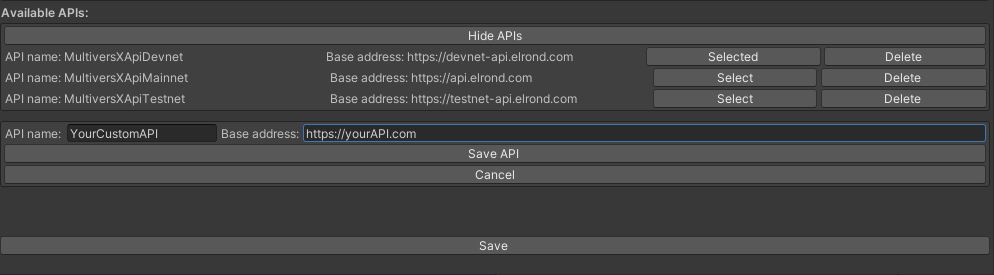 Available APIs:
Hide APIs
API name: MultiversXApiDevnet Base address: https://devnet-api.elrond.com Selected Delete
API name: MultiversXApiMainnet Base address: https://api.elrond.com Select Delete
API name: MultiversXApiTestnet Base address: https://testnet-api.elrond.com Select Delete
API name: YourCustomAPI Base address: https://yourAPI.com
Save API
Cancel
Save